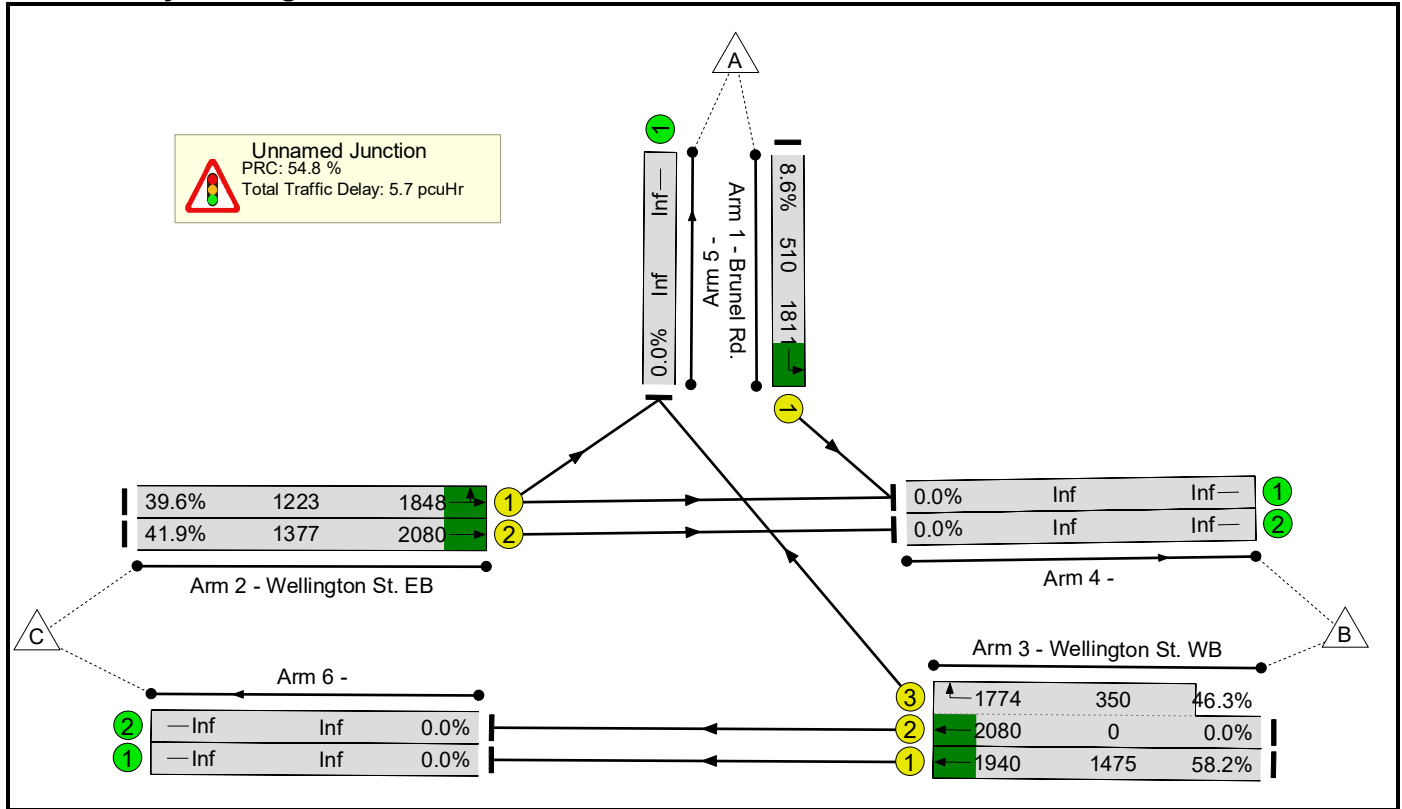 A
Unnamed Junction
PRC: 54.8 %
Total Traffic Delay: 5.7 pcuHr
1
0.0% Inf Inf
Arm 5 -
Arm 1 - Brunel Rd.
8.6% 510 1811
1
39.6% 1223 1848
1
41.9% 1377 2080
2
Arm 2 - Wellington St. EB
0.0% Inf Inf
1
0.0% Inf Inf
2
Arm 4 -
C
B
Arm 6 -
2
Inf Inf 0.0%
1
Inf Inf 0.0%
Arm 3 - Wellington St. WB
3
1774 350 46.3%
2
2080 0 0.0%
1
1940 1475 58.2%